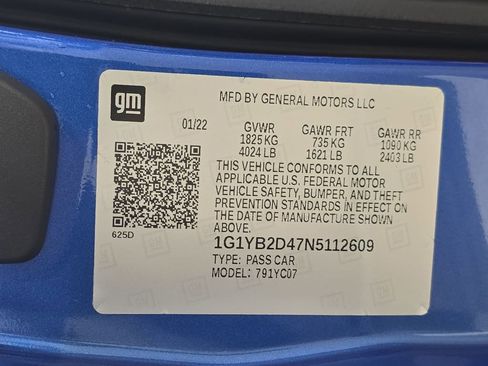 gm
MFD BY GENERAL MOTORS LLC
01/22 GVWR GAWR FRT GAWR RR
1825 KG 735 KG 1090 KG
4024 LB 1621 LB 2403 LB
THIS VEHICLE CONFORMS TO ALL
APPLICABLE U.S. FEDERAL MOTOR
VEHICLE SAFETY, BUMPER, AND THEFT
PREVENTION STANDARDS IN EFFECT ON
THE DATE OF MANUFACTURE SHOWN
ABOVE.
625D
1G1YB2D47N5112609
TYPE: PASS CAR
MODEL: 791YC07